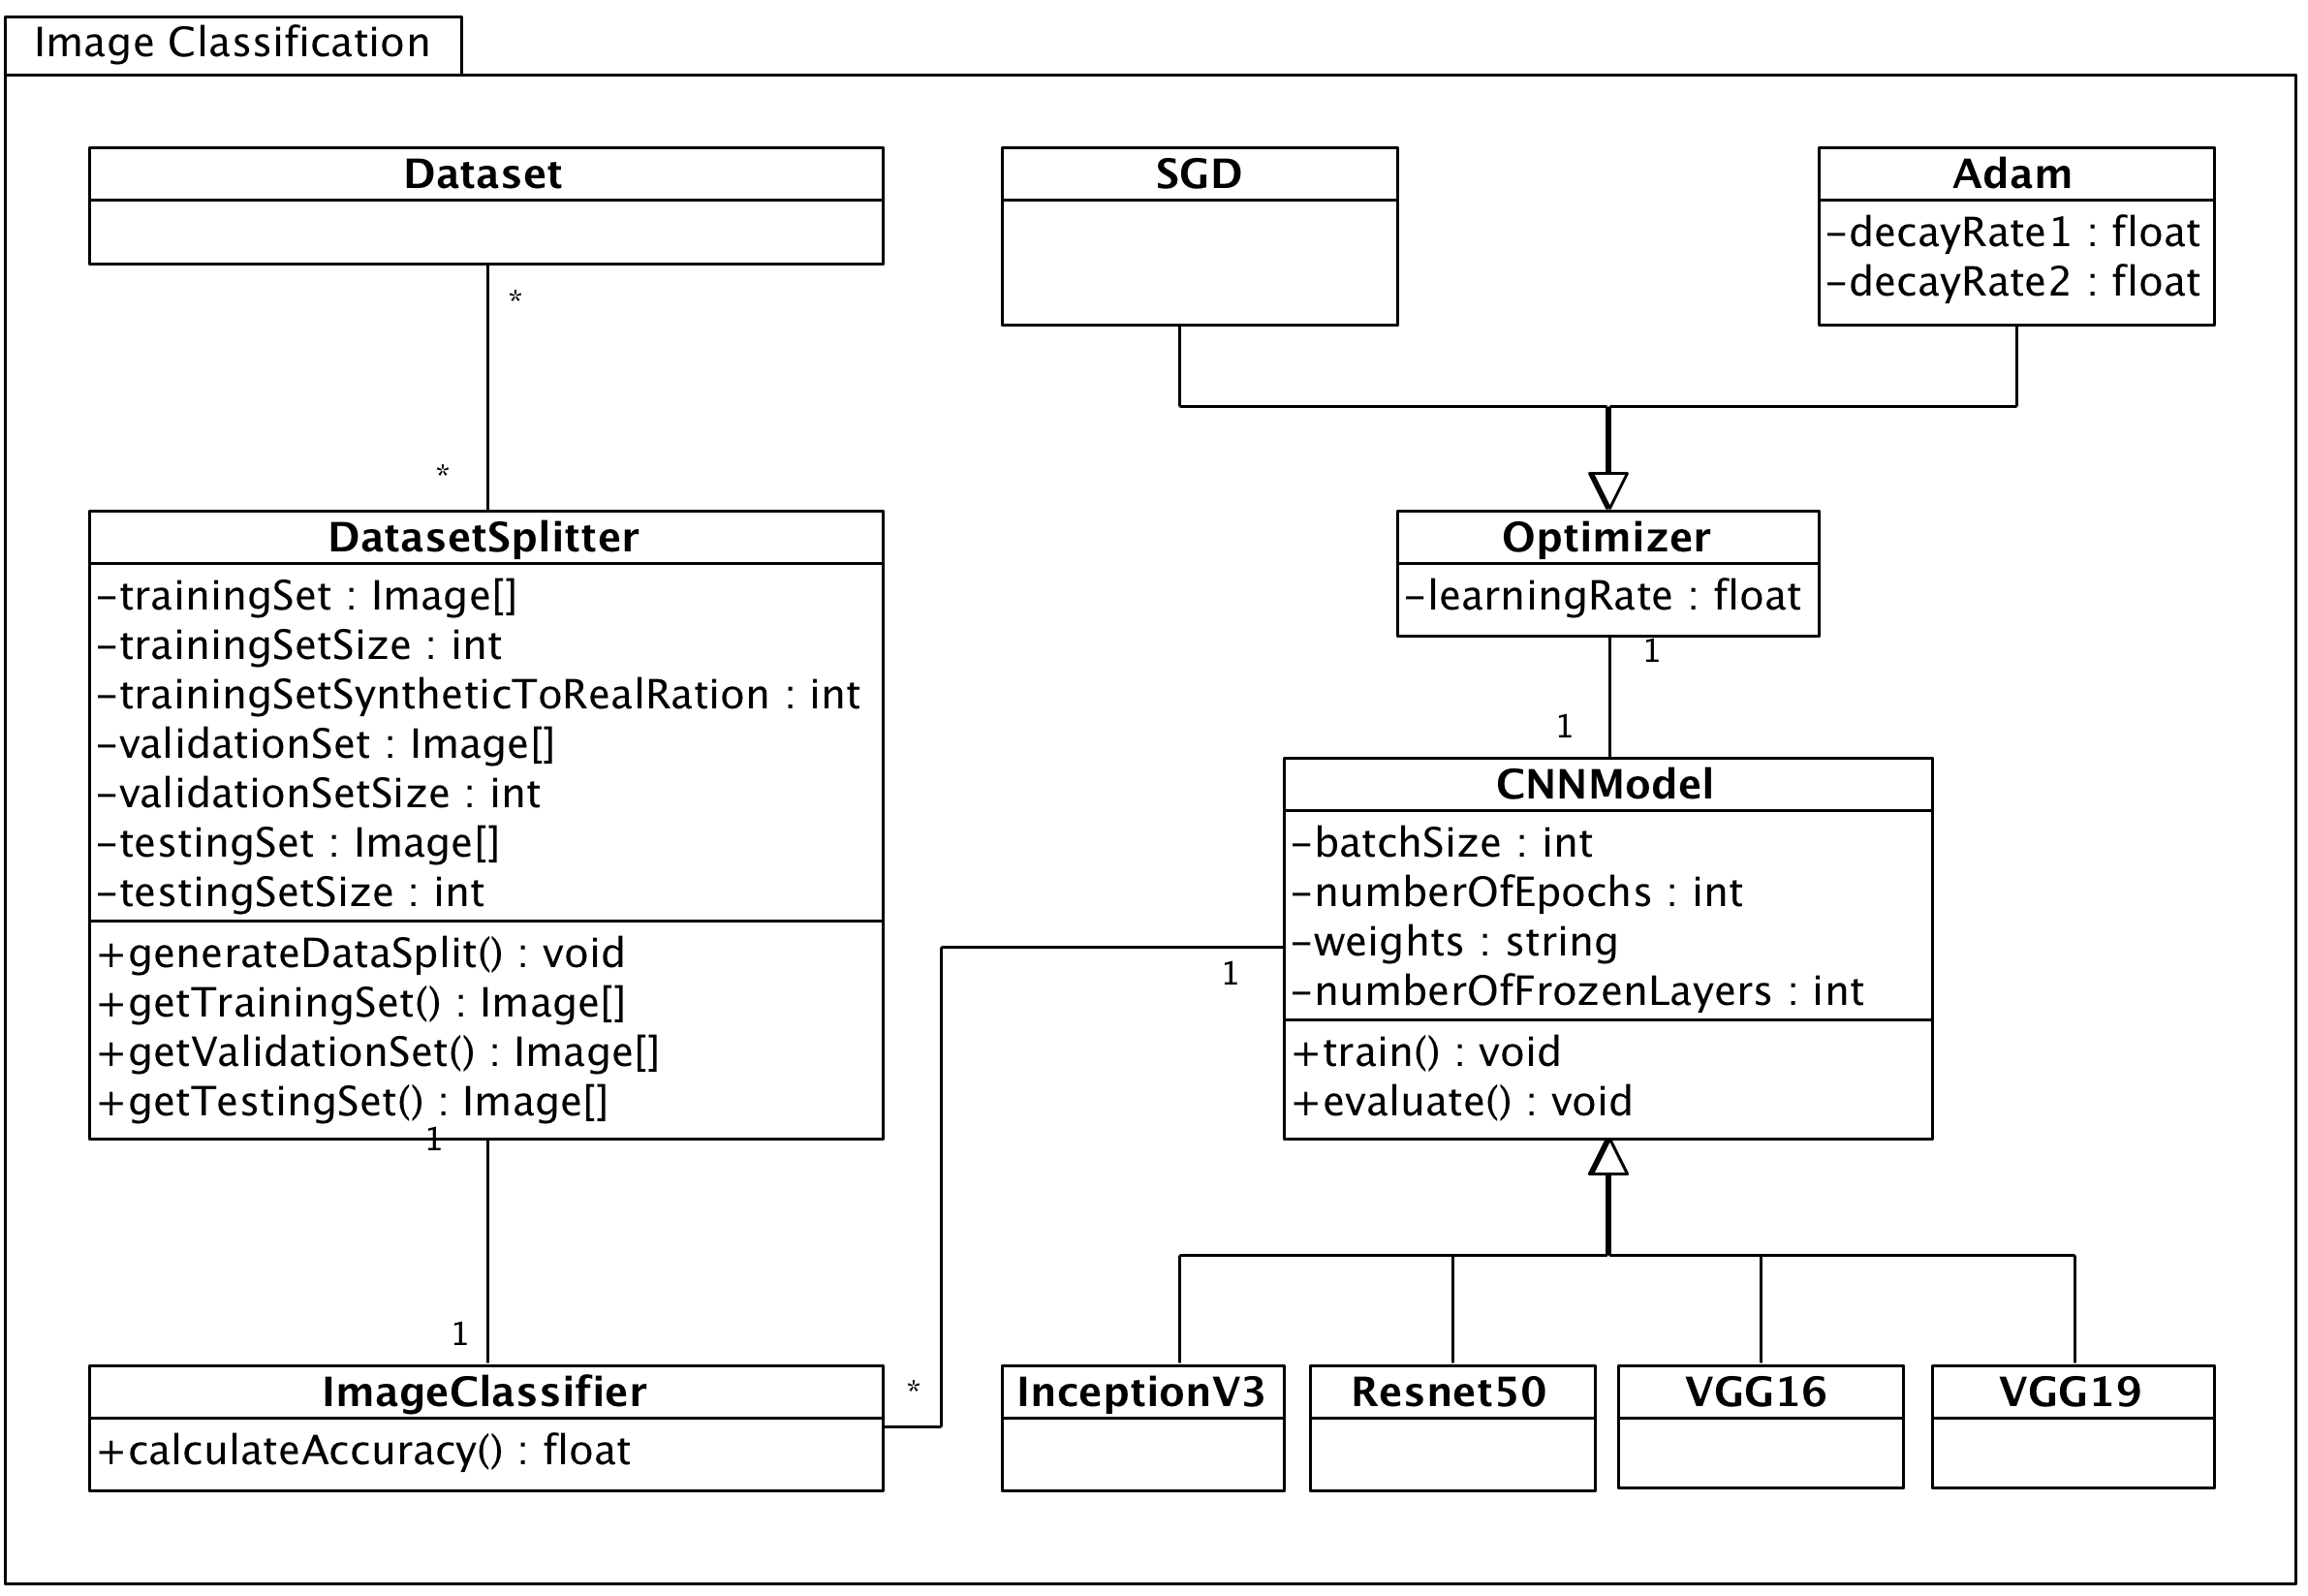 Image Classification
Dataset
*
*
DatasetSplitter
-trainingSet : Image[]
-trainingSetSize : int
-trainingSetSyntheticToRealRation : int
-validationSet : Image[]
-validationSetSize : int
-testingSet : Image[]
-testingSetSize : int
+generateDataSplit() : void
+getTrainingSet() : Image[]
+getValidationSet() : Image[]
+getTestingSet() : Image[]
1
1
ImageClassifier
+calculateAccuracy() : float
*
1
SGD
Adam
-decayRate1 : float
-decayRate2 : float
Optimizer
-learningRate : float
1
1
CNNModel
-batchSize : int
-numberOfEpochs : int
-weights : string
-numberOfFrozenLayers : int
+train() : void
+evaluate() : void
InceptionV3
Resnet50
VGG16
VGG19